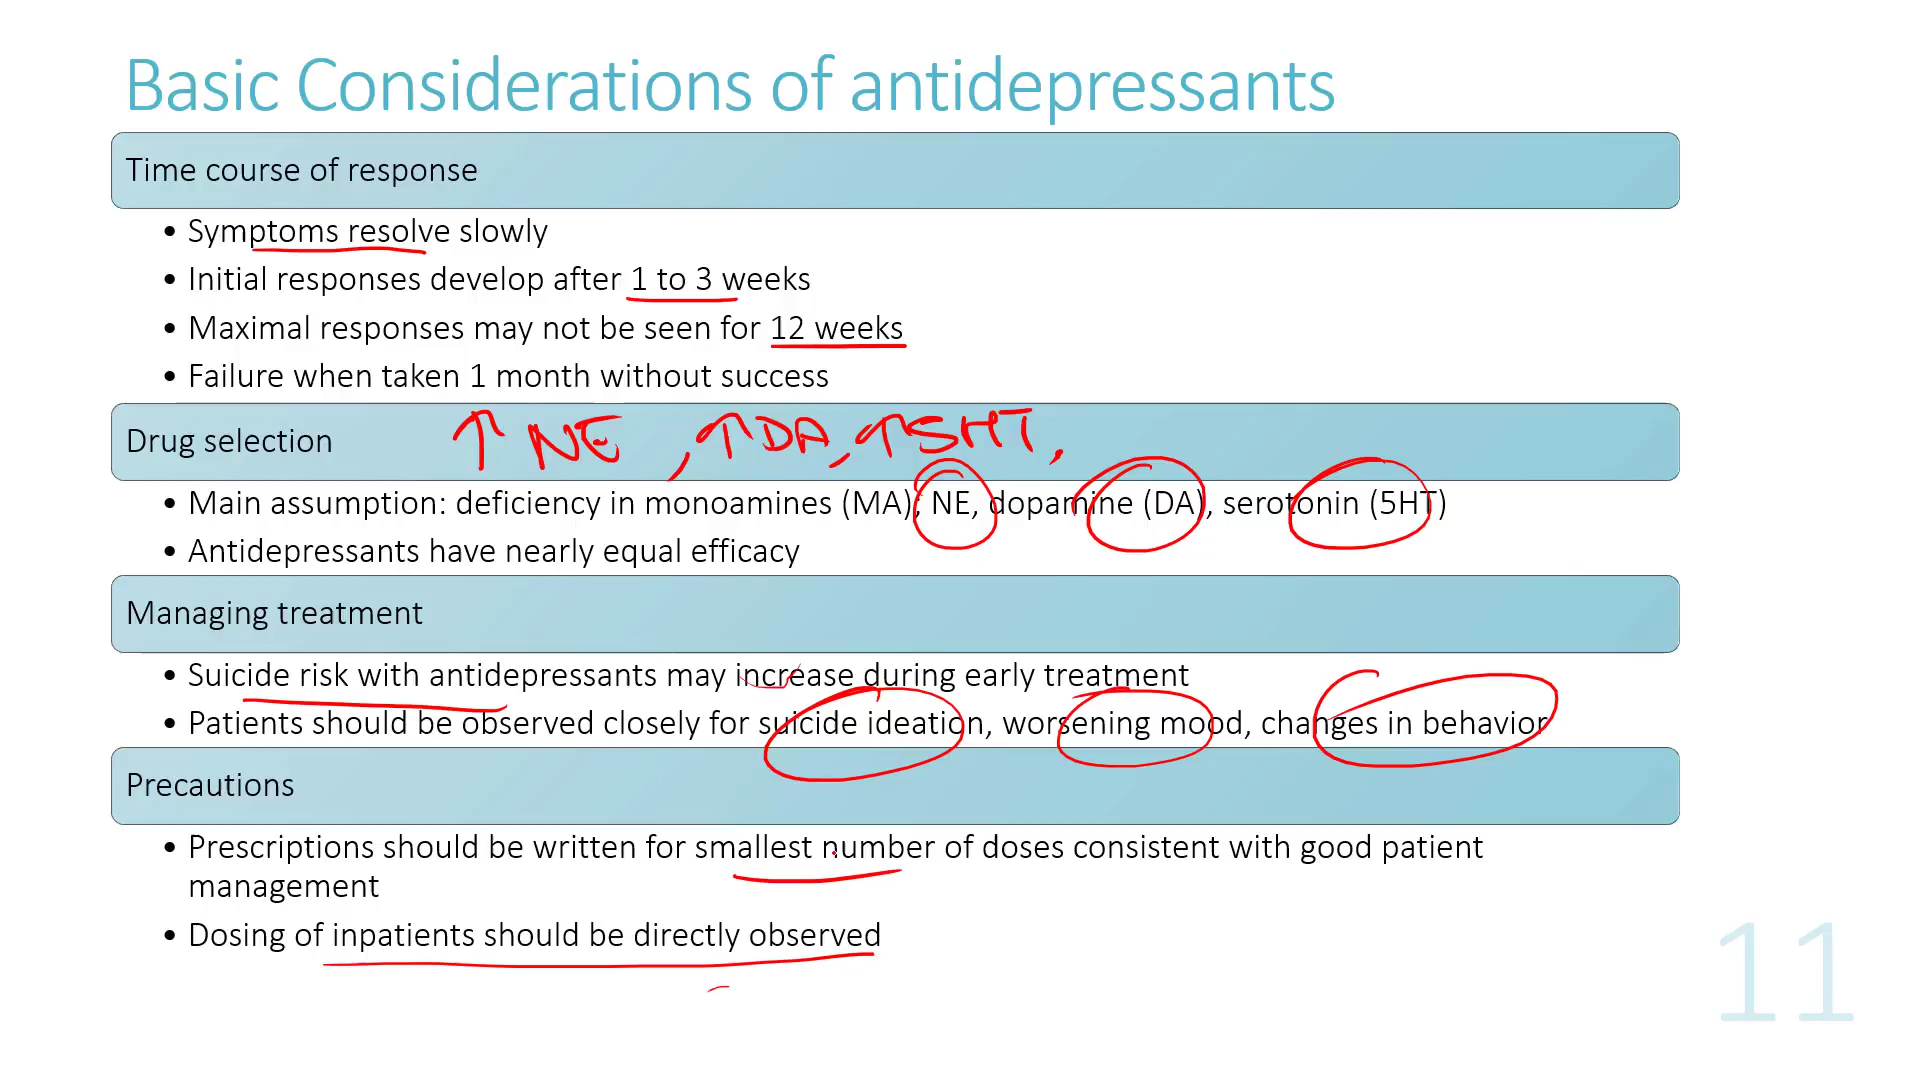 Basic Considerations of antidepressants
Time course of response
• Symptoms resolve slowly
• Initial responses develop after 1 to 3 weeks
• Maximal responses may not be seen for 12 weeks
• Failure when taken 1 month without success
Drug selection
↑ NE , ↑DA, ↑5HT,
• Main assumption: deficiency in monoamines (MA); NE, dopamine (DA), serotonin (5HT)
• Antidepressants have nearly equal efficacy
Managing treatment
• Suicide risk with antidepressants may increase during early treatment
• Patients should be observed closely for suicide ideation, worsening mood, changes in behavior
Precautions
• Prescriptions should be written for smallest number of doses consistent with good patient
management
• Dosing of inpatients should be directly observed
11